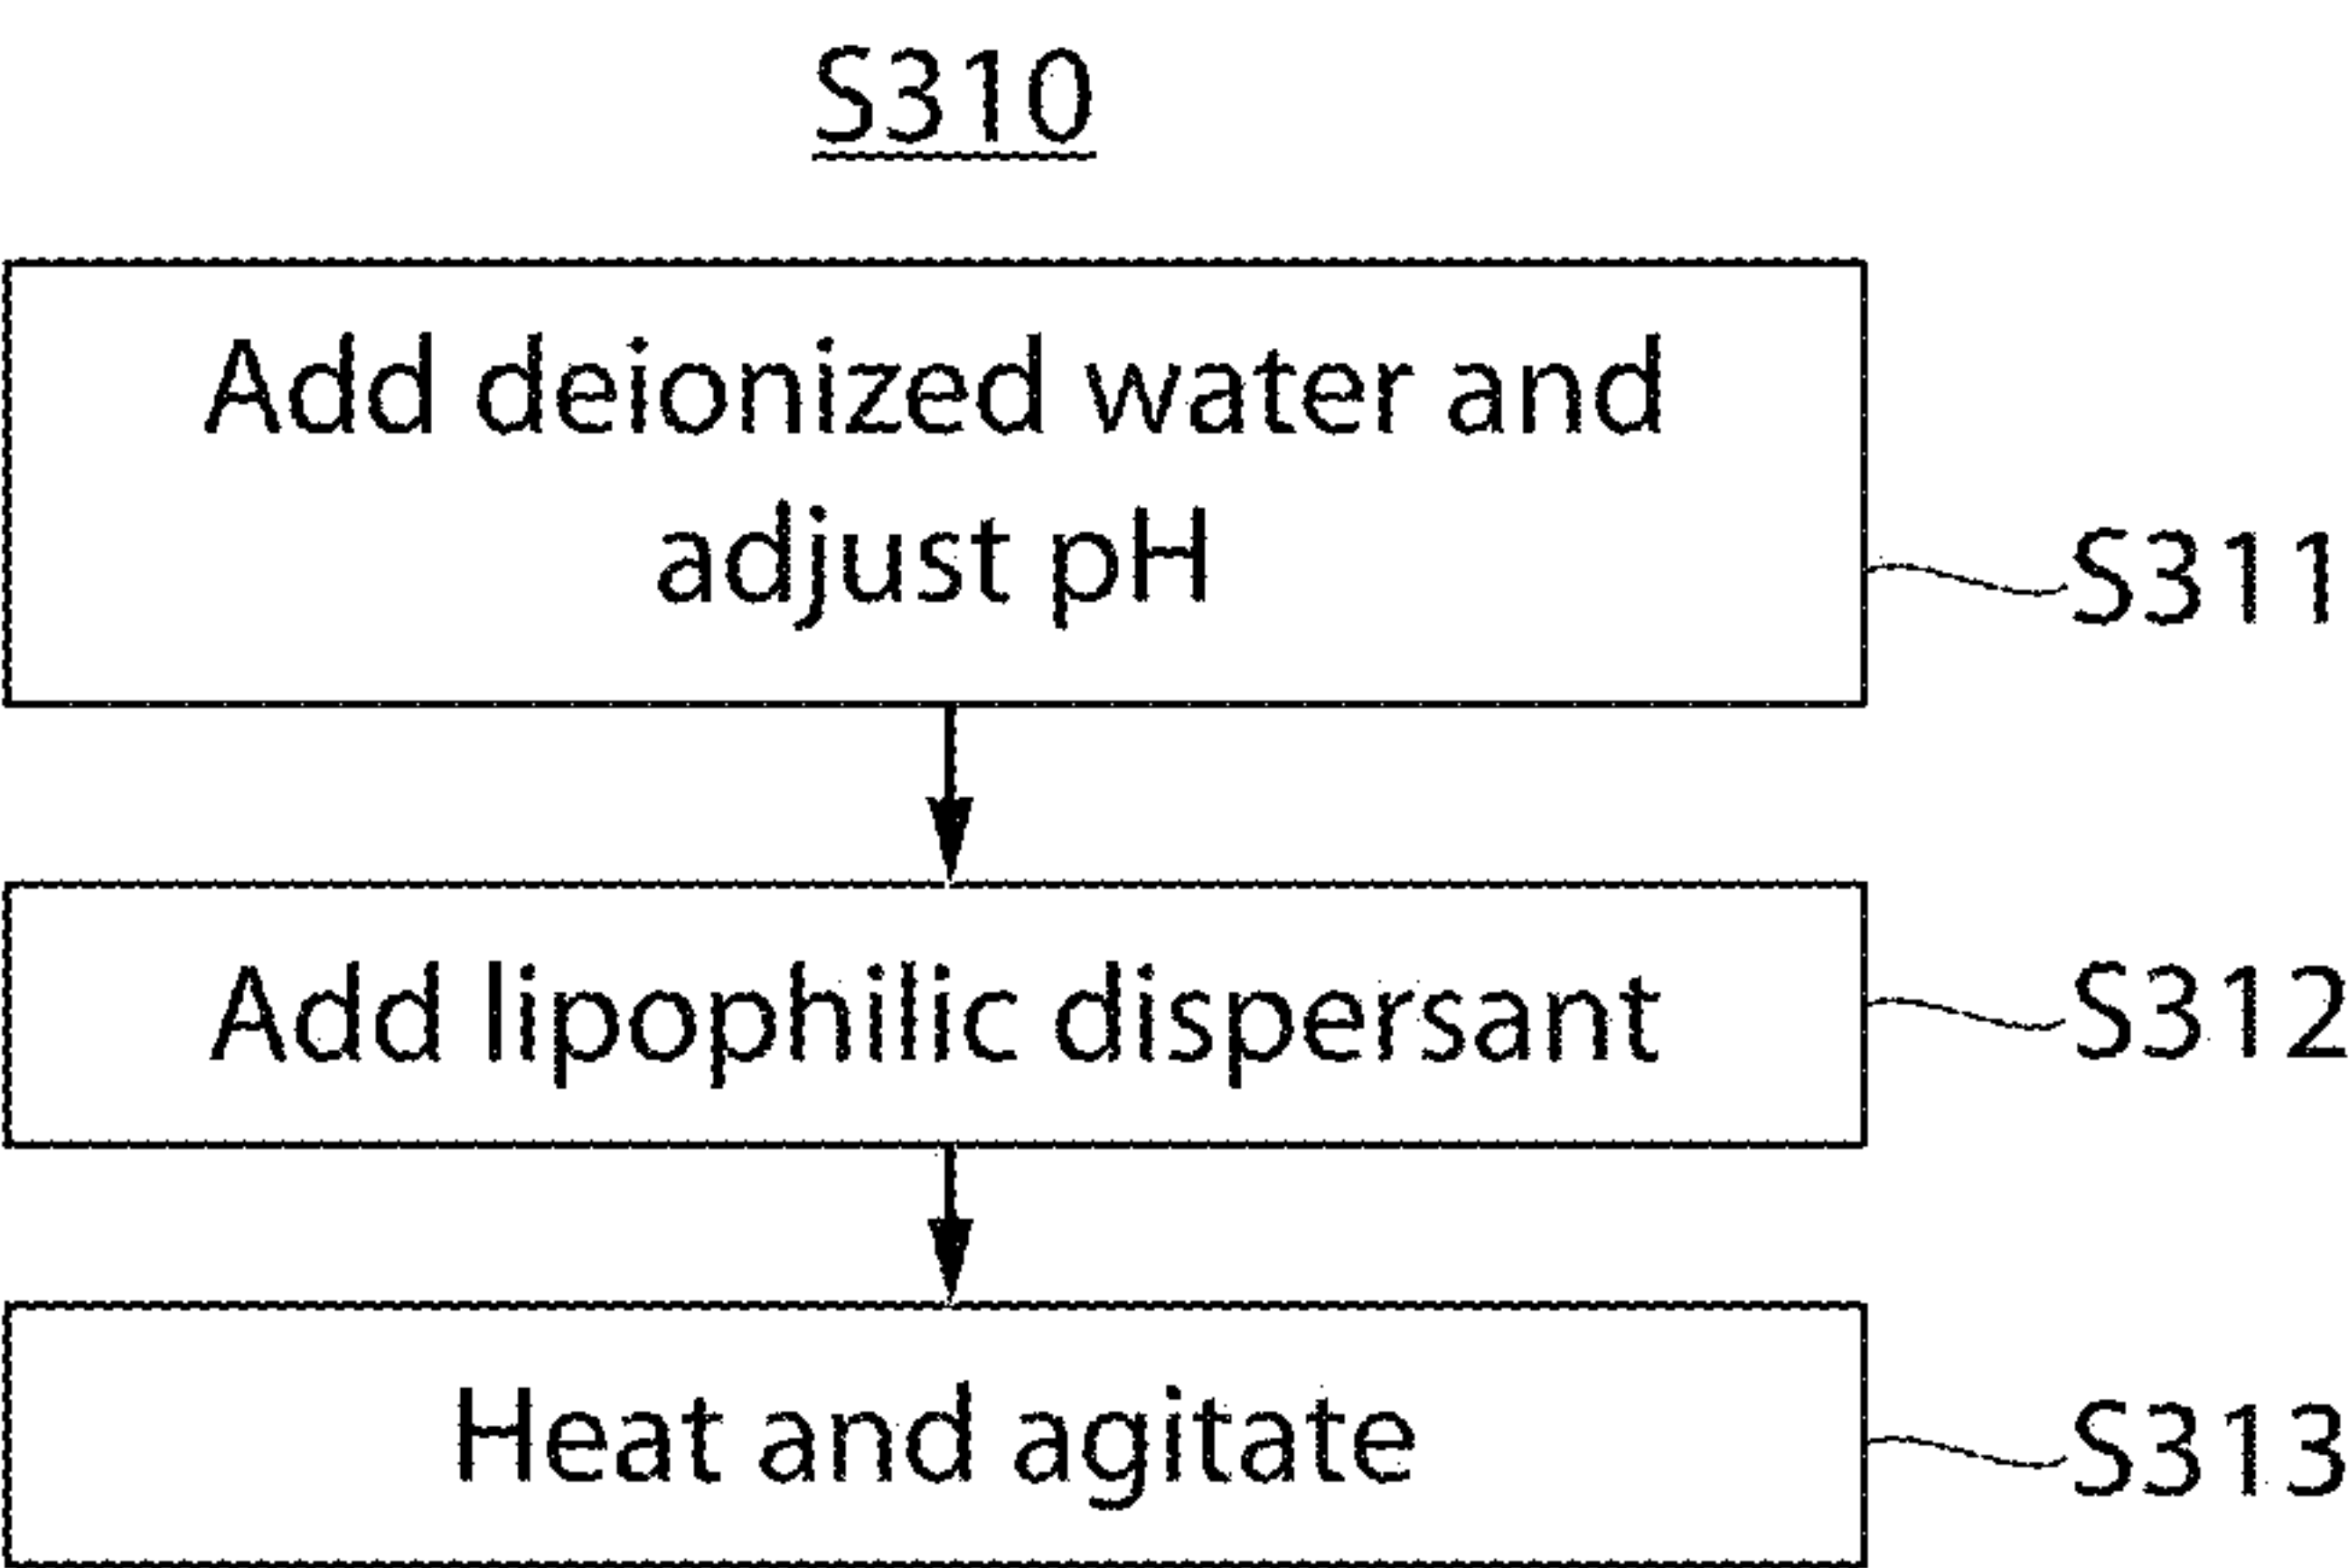 S310
Add deionized water and
adjust pH
S311
Add lipophilic dispersant
S312
Heat and agitate
S313